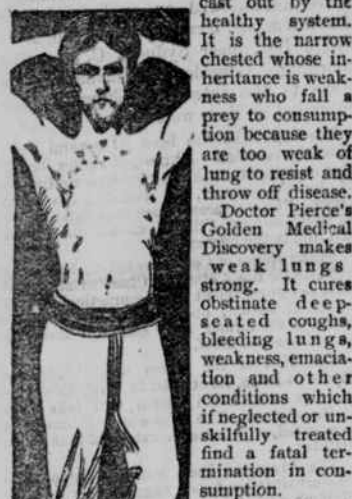 cast out by the
healthy system.
It is the narrow
chested whose in-
heritance is weak-
ness who fall a
prey to consump-
tion because they
are too weak of
lung to resist and
throw off disease.
Doctor Pierce's
Golden Medical
Discovery makes
weak lungs
strong. It cures
obstinate deep-
seated coughs,
bleeding lungs,
weakness, emacia-
tion and other
conditions which
if neglected or un-
skilfully treated
find a fatal ter-
mination in con-
sumption.